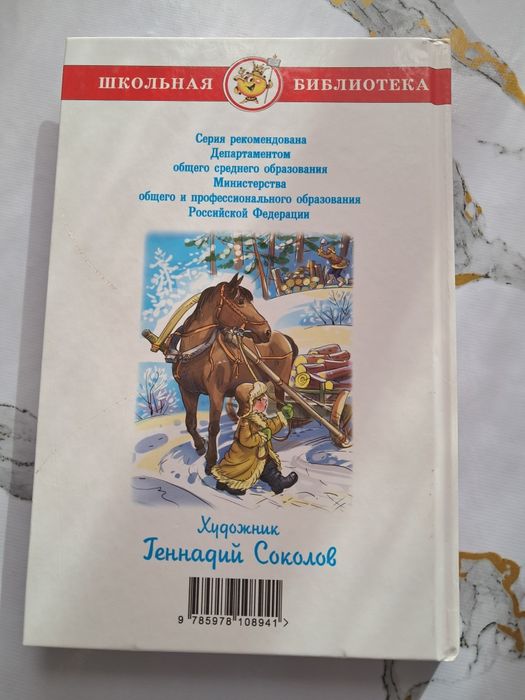 ШКОЛЬНАЯ БИБЛИОТЕКА
Серия рекомендована
Департаментом
общего среднего образования
Министерства
общего и профессионального образования
Российской Федерации
Художник
Геннадий Соколов
9 785978 108941 >